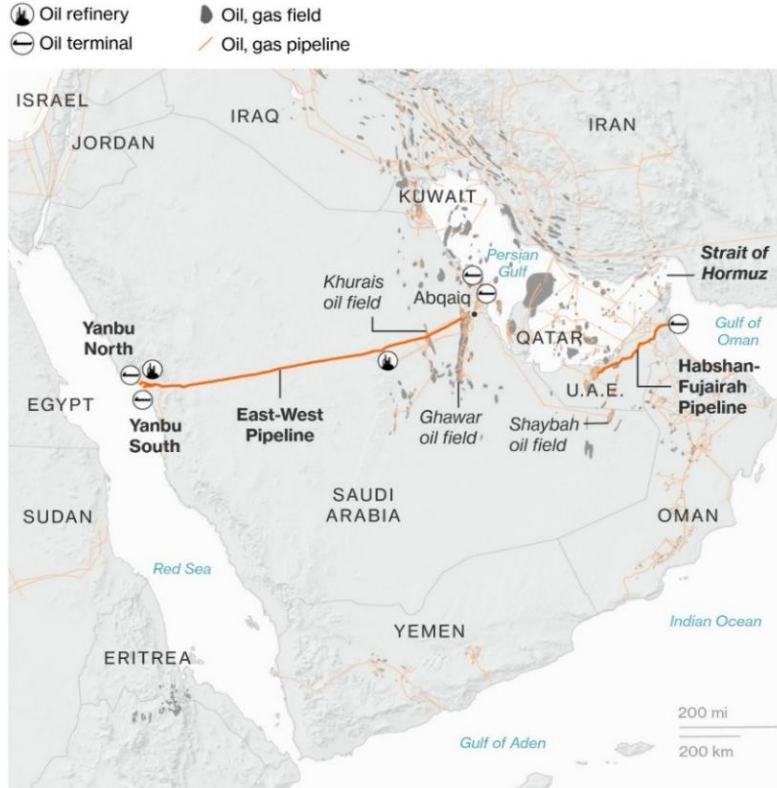 Oil refinery
Oil, gas field
Oil terminal
Oil, gas pipeline
ISRAEL
IRAQ
IRAN
JORDAN
KUWAIT
Persian
Gulf
Strait of
Hormuz
Khurais
oil field
Abqaiq
Yanbu
North
QATAR
Gulf of
Oman
EGYPT
Yanbu
South
East-West
Pipeline
Ghawar
oil field
U.A.E.
Shaybah
oil field
Habshan-
Fujairah
Pipeline
SAUDI
ARABIA
SUDAN
OMAN
Red Sea
YEMEN
Indian Ocean
ERITREA
Gulf of Aden
200 mi
200 km